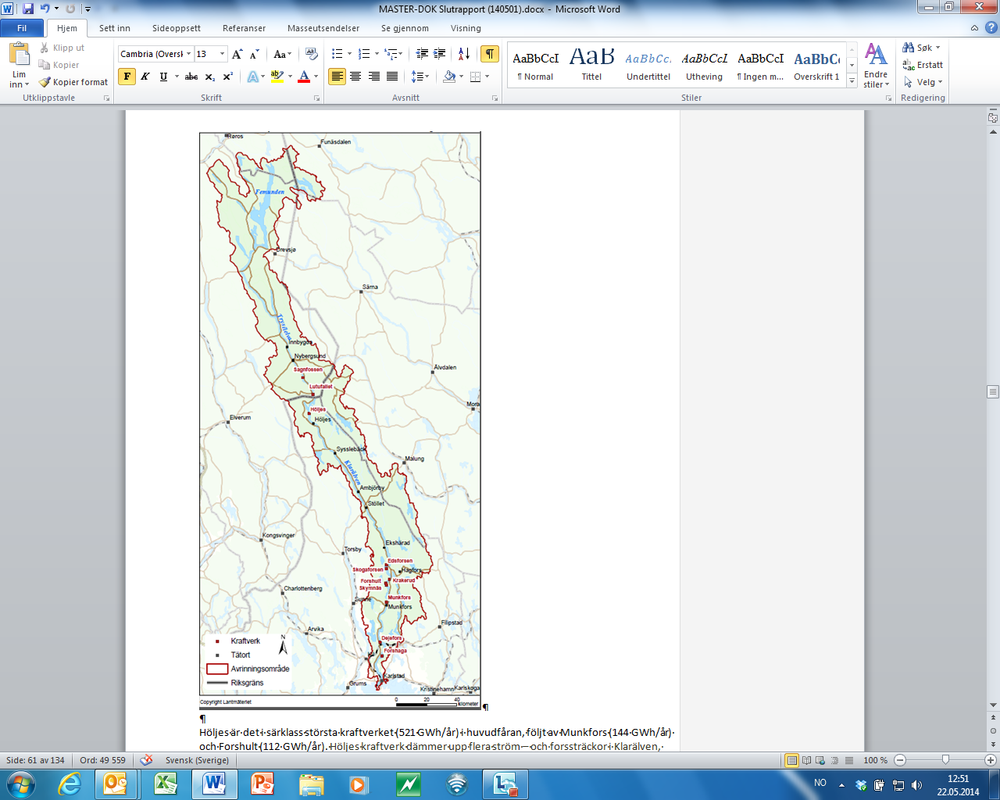 MASTER-DOK Slutrapport (140501).docx - Microsoft Word
Fil Hjem Sett inn Sideoppsett Referanser Masseutsendelser Se gjennom Visning
Lim inn
Klipp ut
Kopier
Kopier format
Utklippstavle
Cambria (Overskr 13
Skrift
Avsnitt
AaBbCcI AaB AaBbCc. AaBbCcI AaBbCcI AaBbCc
¶ Normal Tittel Undertittel Utheving ¶ Ingen m... Overskrift 1
Endre stiler
Stiler
Søk
Erstatt
Velg
Redigering
Røros
Funäsdalen
Femunden
Drevsjø
Särna
Trysilelva
Innbygda
Nybergsund
Sagnfossen
Älvdalen
Lutufallet
Mora
Höljes
Elverum
Höljes
Sysslebäck
Malung
Klarälven
Ambjörby
Stöllet
Kongsvinger
Ekshärad
Torsby
Edsforsen
Skogaforsen
Hagfors
Forshult
Krakerud
Skymnäs
Charlottenberg
Sunne
Munkfors
Munkfors
Filipstad
Arvika
Dejefors
Forshaga
Kraftverk
N
Tätort
Avrinningsområde
Karlstad
Riksgräns
Grums
Kristinehamn
Karlskoga
Copyright Lantmäteriet
0 20 40
kilometer
¶
¶
Höljes·är·det·i·särklass·största·kraftverket·(521·GWh/år)·i·huvudfåran,·följt·av·Munkfors·(144·GWh/år)·
och·Forshult·(112·GWh/år).·Höljes·kraftverk·dämmer·upp·flera·ström-·och·forssträckor·i·Klarälven,·
Side: 61 av 134 Ord: 49 559 Svensk (Sverige) 100 %
NO 12:51
22.05.2014